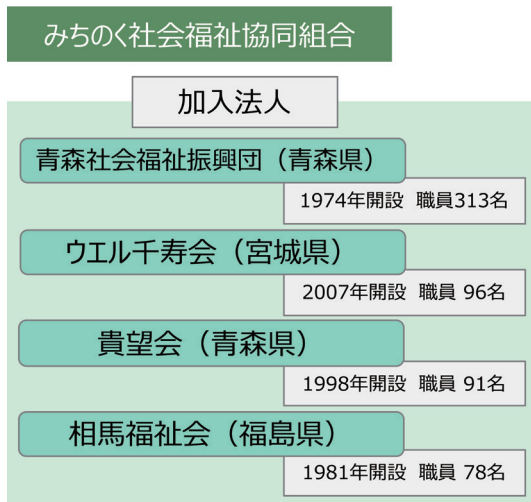 みちのく社会福祉協同組合
加入法人
青森社会福祉振興団（青森県）
1974年開設 職員313名
ウエル千寿会（宮城県）
2007年開設 職員 96名
貴望会（青森県）
1998年開設 職員 91名
相馬福祉会（福島県）
1981年開設 職員 78名